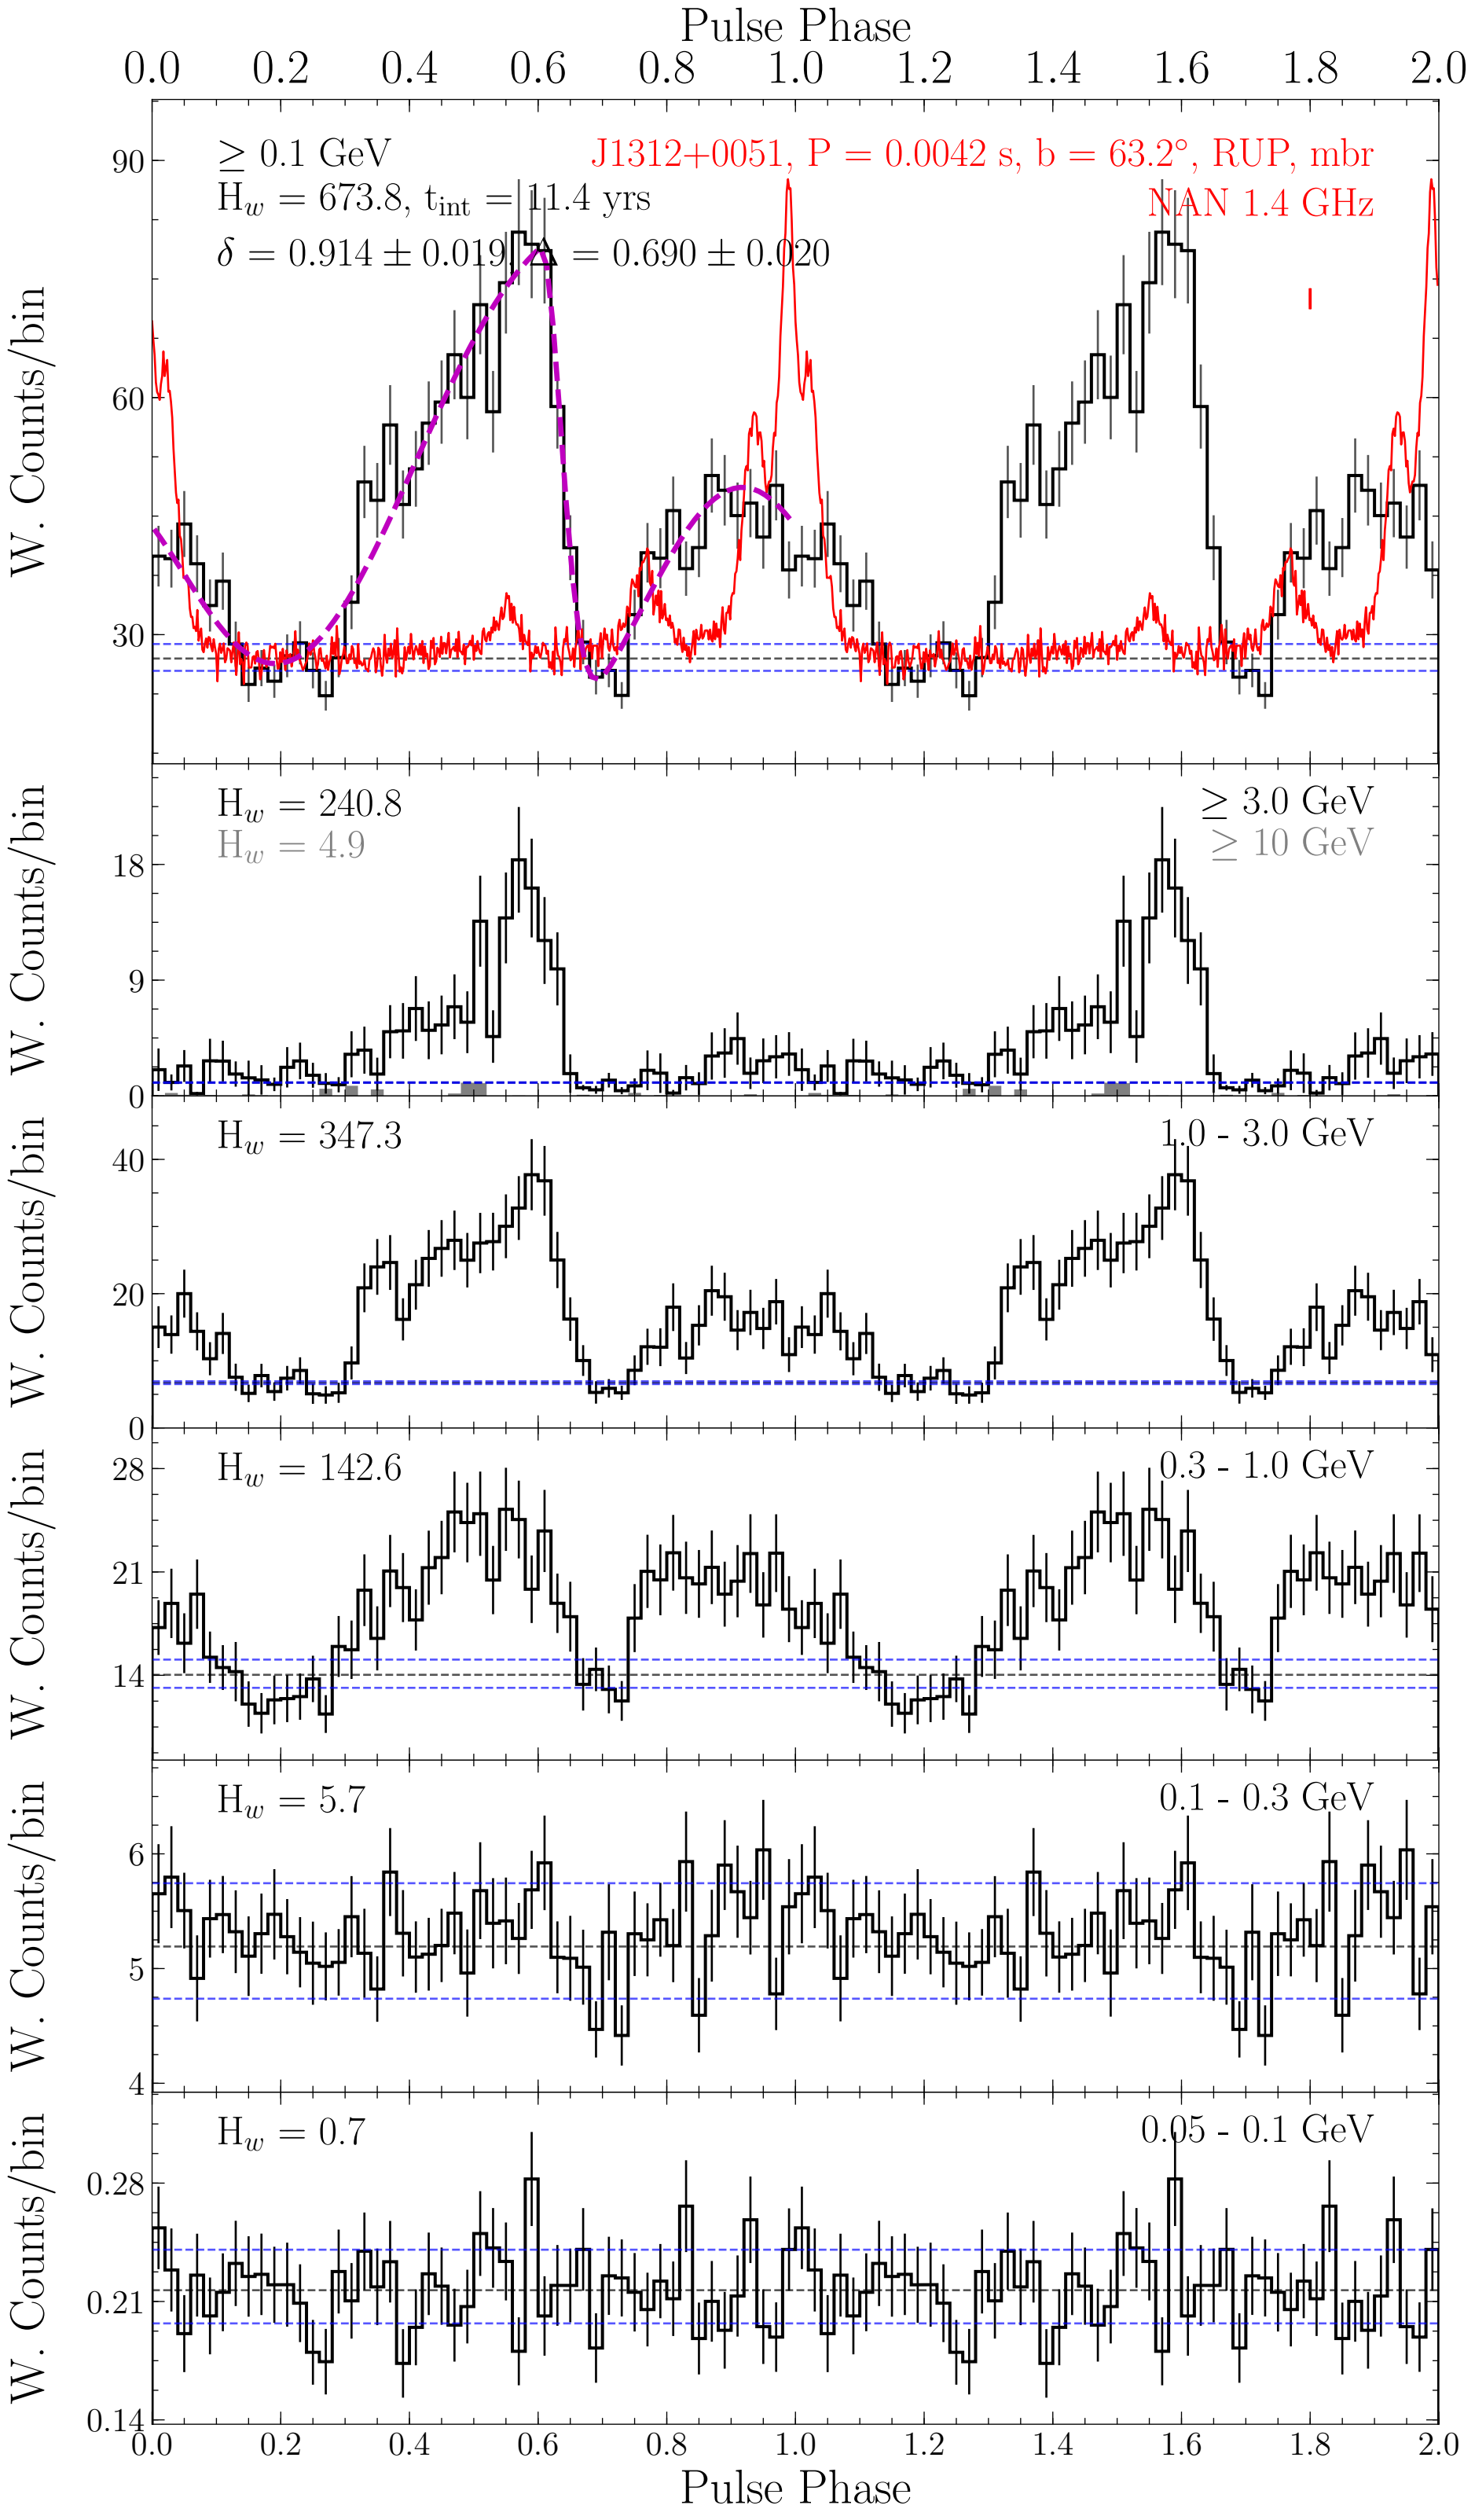 Pulse Phase
0.0 0.2 0.4 0.6 0.8 1.0 1.2 1.4 1.6 1.8 2.0
≥ 0.1 GeV
J1312+0051, P = 0.0042 s, b = 63.2°, RUP, mbr
H_w = 673.8, t_int = 11.4 yrs
NAN 1.4 GHz
δ = 0.914 ± 0.019, Δ = 0.690 ± 0.020
90
60
30
W. Counts/bin
H_w = 240.8
≥ 3.0 GeV
H_w = 4.9
≥ 10 GeV
18
9
0
W. Counts/bin
H_w = 347.3
1.0 - 3.0 GeV
40
20
0
W. Counts/bin
H_w = 142.6
0.3 - 1.0 GeV
28
21
14
W. Counts/bin
H_w = 5.7
0.1 - 0.3 GeV
6
5
4
W. Counts/bin
H_w = 0.7
0.05 - 0.1 GeV
0.28
0.21
0.14
W. Counts/bin
0.0 0.2 0.4 0.6 0.8 1.0 1.2 1.4 1.6 1.8 2.0
Pulse Phase